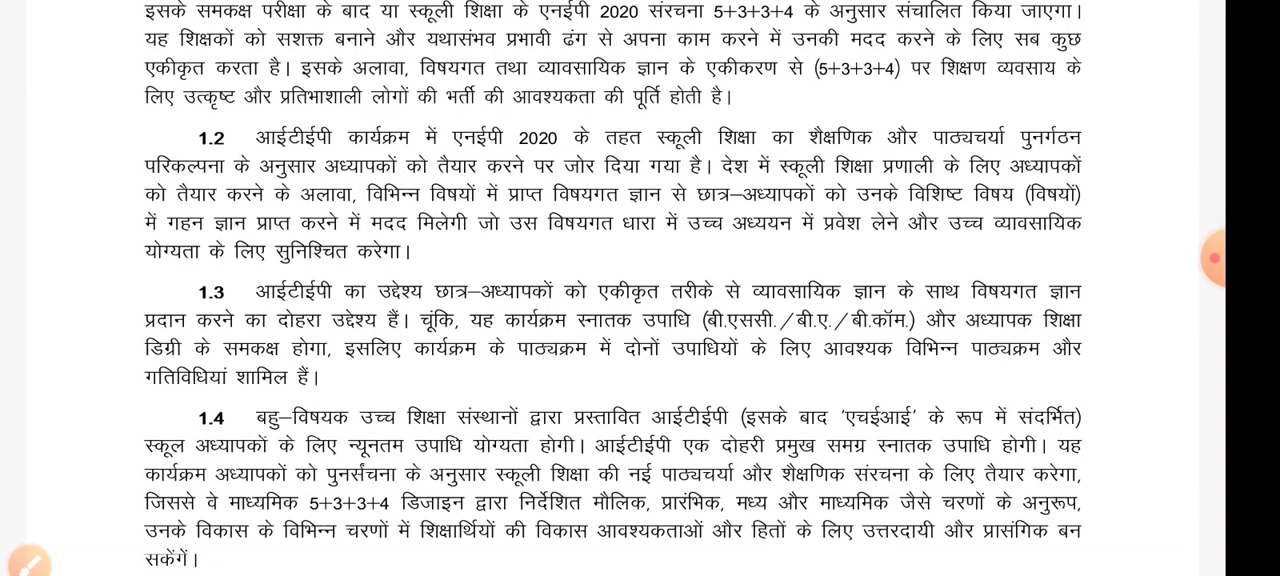 इसके समकक्ष परीक्षा के बाद या स्कूली शिक्षा के एनईपी 2020 संरचना 5+3+3+4 के अनुसार संचालित किया जाएगा।
यह शिक्षकों को सशक्त बनाने और यथासंभव प्रभावी ढंग से अपना काम करने में उनकी मदद करने के लिए सब कुछ
एकीकृत करता है। इसके अलावा, विषयगत तथा व्यावसायिक ज्ञान के एकीकरण से (5+3+3+4) पर शिक्षण व्यवसाय के
लिए उत्कृष्ट और प्रतिभाशाली लोगों की भर्ती की आवश्यकता की पूर्ति होती है।
1.2 आईटीईपी कार्यक्रम में एनईपी 2020 के तहत स्कूली शिक्षा का शैक्षणिक और पाठ्यचर्या पुनर्गठन
परिकल्पना के अनुसार अध्यापकों को तैयार करने पर जोर दिया गया है। देश में स्कूली शिक्षा प्रणाली के लिए अध्यापकों
को तैयार करने के अलावा, विभिन्न विषयों में प्राप्त विषयगत ज्ञान से छात्र–अध्यापकों को उनके विशिष्ट विषय (विषयों)
में गहन ज्ञान प्राप्त करने में मदद मिलेगी जो उस विषयगत धारा में उच्च अध्ययन में प्रवेश लेने और उच्च व्यावसायिक
योग्यता के लिए सुनिश्चित करेगा।
1.3 आईटीईपी का उद्देश्य छात्र–अध्यापकों को एकीकृत तरीके से व्यावसायिक ज्ञान के साथ विषयगत ज्ञान
प्रदान करने का दोहरा उद्देश्य हैं। चूंकि, यह कार्यक्रम स्नातक उपाधि (बी.एससी./बी.ए./बी.कॉम.) और अध्यापक शिक्षा
डिग्री के समकक्ष होगा, इसलिए कार्यक्रम के पाठ्यक्रम में दोनों उपाधियों के लिए आवश्यक विभिन्न पाठ्यक्रम और
गतिविधियां शामिल हैं।
1.4 बहु–विषयक उच्च शिक्षा संस्थानों द्वारा प्रस्तावित आईटीईपी (इसके बाद 'एचईआई' के रूप में संदर्भित)
स्कूल अध्यापकों के लिए न्यूनतम उपाधि योग्यता होगी। आईटीईपी एक दोहरी प्रमुख समग्र स्नातक उपाधि होगी। यह
कार्यक्रम अध्यापकों को पुनर्संचना के अनुसार स्कूली शिक्षा की नई पाठ्यचर्या और शैक्षणिक संरचना के लिए तैयार करेगा,
जिससे वे माध्यमिक 5+3+3+4 डिजाइन द्वारा निर्देशित मौलिक, प्रारंभिक, मध्य और माध्यमिक जैसे चरणों के अनुरूप,
उनके विकास के विभिन्न चरणों में शिक्षार्थियों की विकास आवश्यकताओं और हितों के लिए उत्तरदायी और प्रासंगिक बन
सकेंगें।